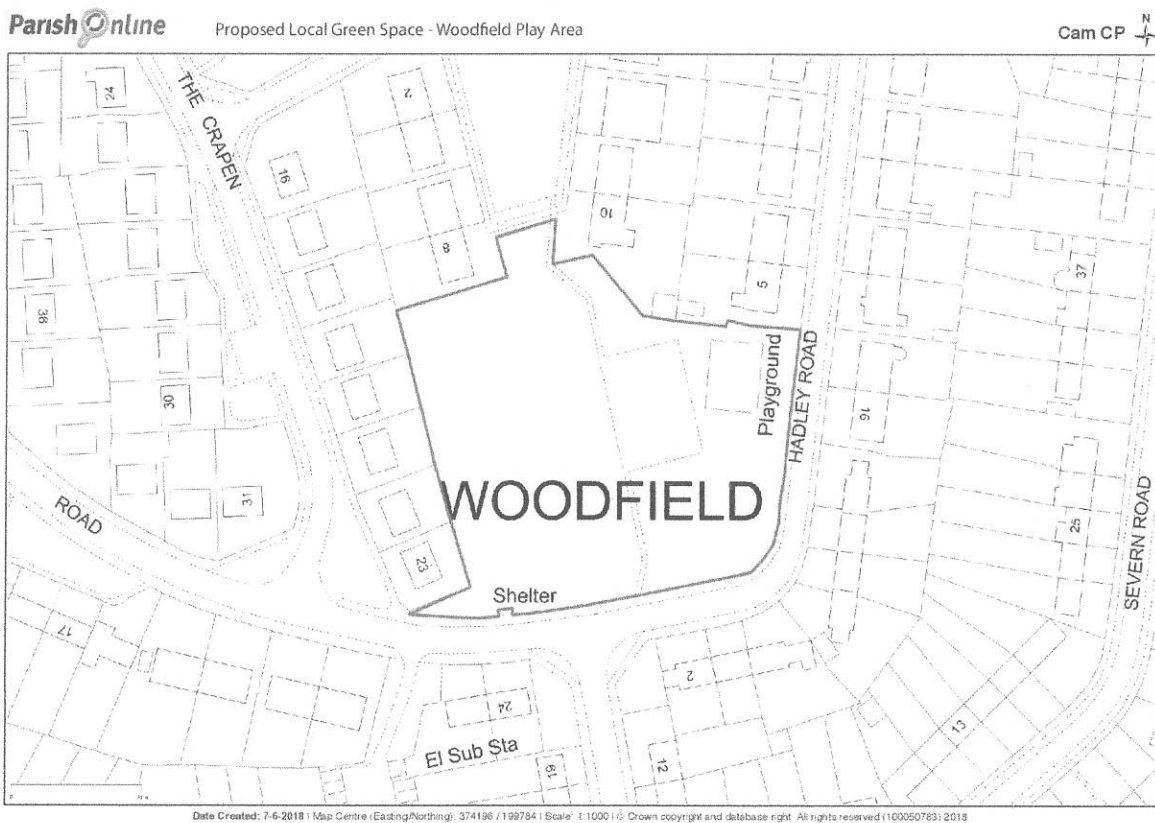 Parish Online
Proposed Local Green Space - Woodfield Play Area
Cam CP
N
THE CRAPEN
24
2
16
10
8
5
37
36
Playground
HADLEY ROAD
30
16
WOODFIELD
31
ROAD
25
23
SEVERN ROAD
Shelter
17
2
24
13
El Sub Sta
61
12
Date Created: 7-6-2018 | Map Centre (Easting/Northing): 374196 / 199784 | Scale: 1:1000 | © Crown copyright and database right. All rights reserved (100050783) 2018